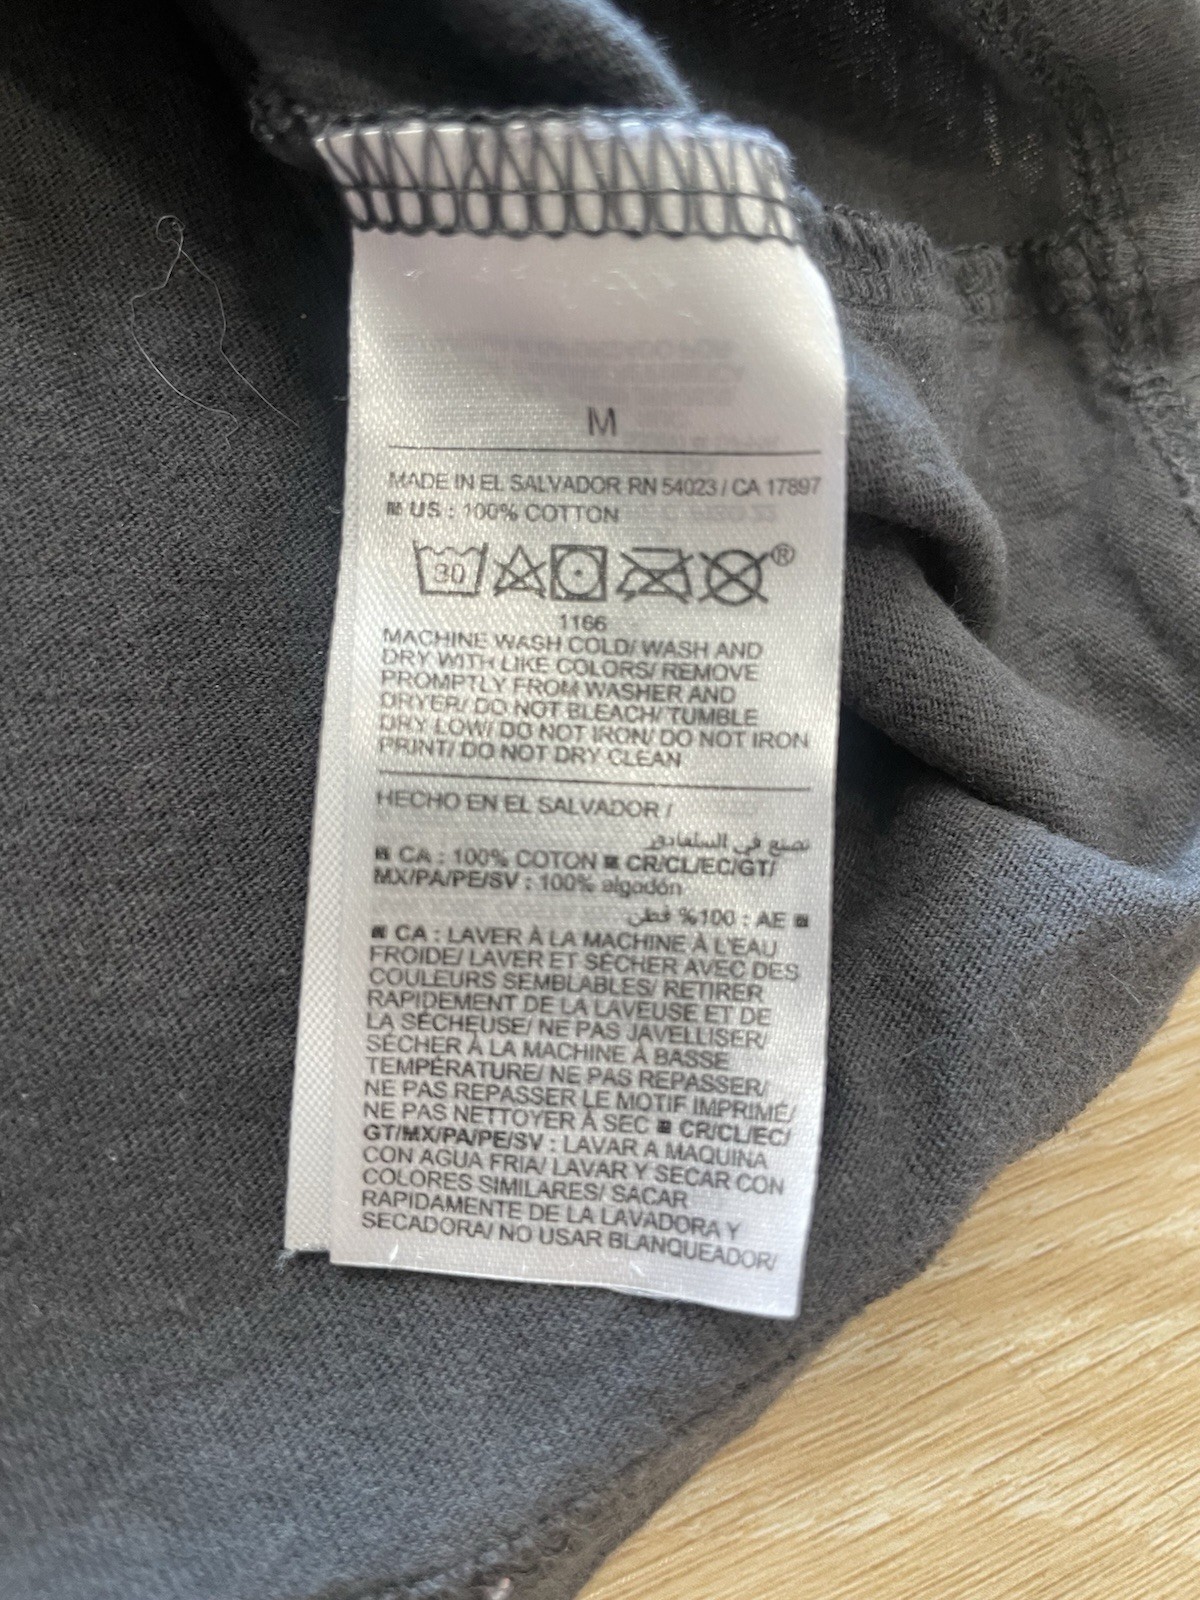 M
MADE IN EL SALVADOR RN 54023 / CA 17897
US : 100% COTTON
30
®
1166
MACHINE WASH COLD/ WASH AND
DRY WITH LIKE COLORS/ REMOVE
PROMPTLY FROM WASHER AND
DRYER/ DO NOT BLEACH/ TUMBLE
DRY LOW/ DO NOT IRON/ DO NOT IRON
PRINT/ DO NOT DRY CLEAN
HECHO EN EL SALVADOR /
تصنع في السلفادور
CA : 100% COTON ■ CR/CL/EC/GT/
MX/PA/PE/SV : 100% algodón
■ AE : 100% قطن
CA : LAVER À LA MACHINE À L'EAU
FROIDE/ LAVER ET SÉCHER AVEC DES
COULEURS SEMBLABLES/ RETIRER
RAPIDEMENT DE LA LAVEUSE ET DE
LA SÉCHEUSE/ NE PAS JAVELLISER/
SÉCHER À LA MACHINE À BASSE
TEMPÉRATURE/ NE PAS REPASSER/
NE PAS REPASSER LE MOTIF IMPRIMÉ/
NE PAS NETTOYER À SEC ■ CR/CL/EC/
GT/MX/PA/PE/SV : LAVAR A MAQUINA
CON AGUA FRIA/ LAVAR Y SECAR CON
COLORES SIMILARES/ SACAR
RAPIDAMENTE DE LA LAVADORA Y
SECADORA/ NO USAR BLANQUEADOR/